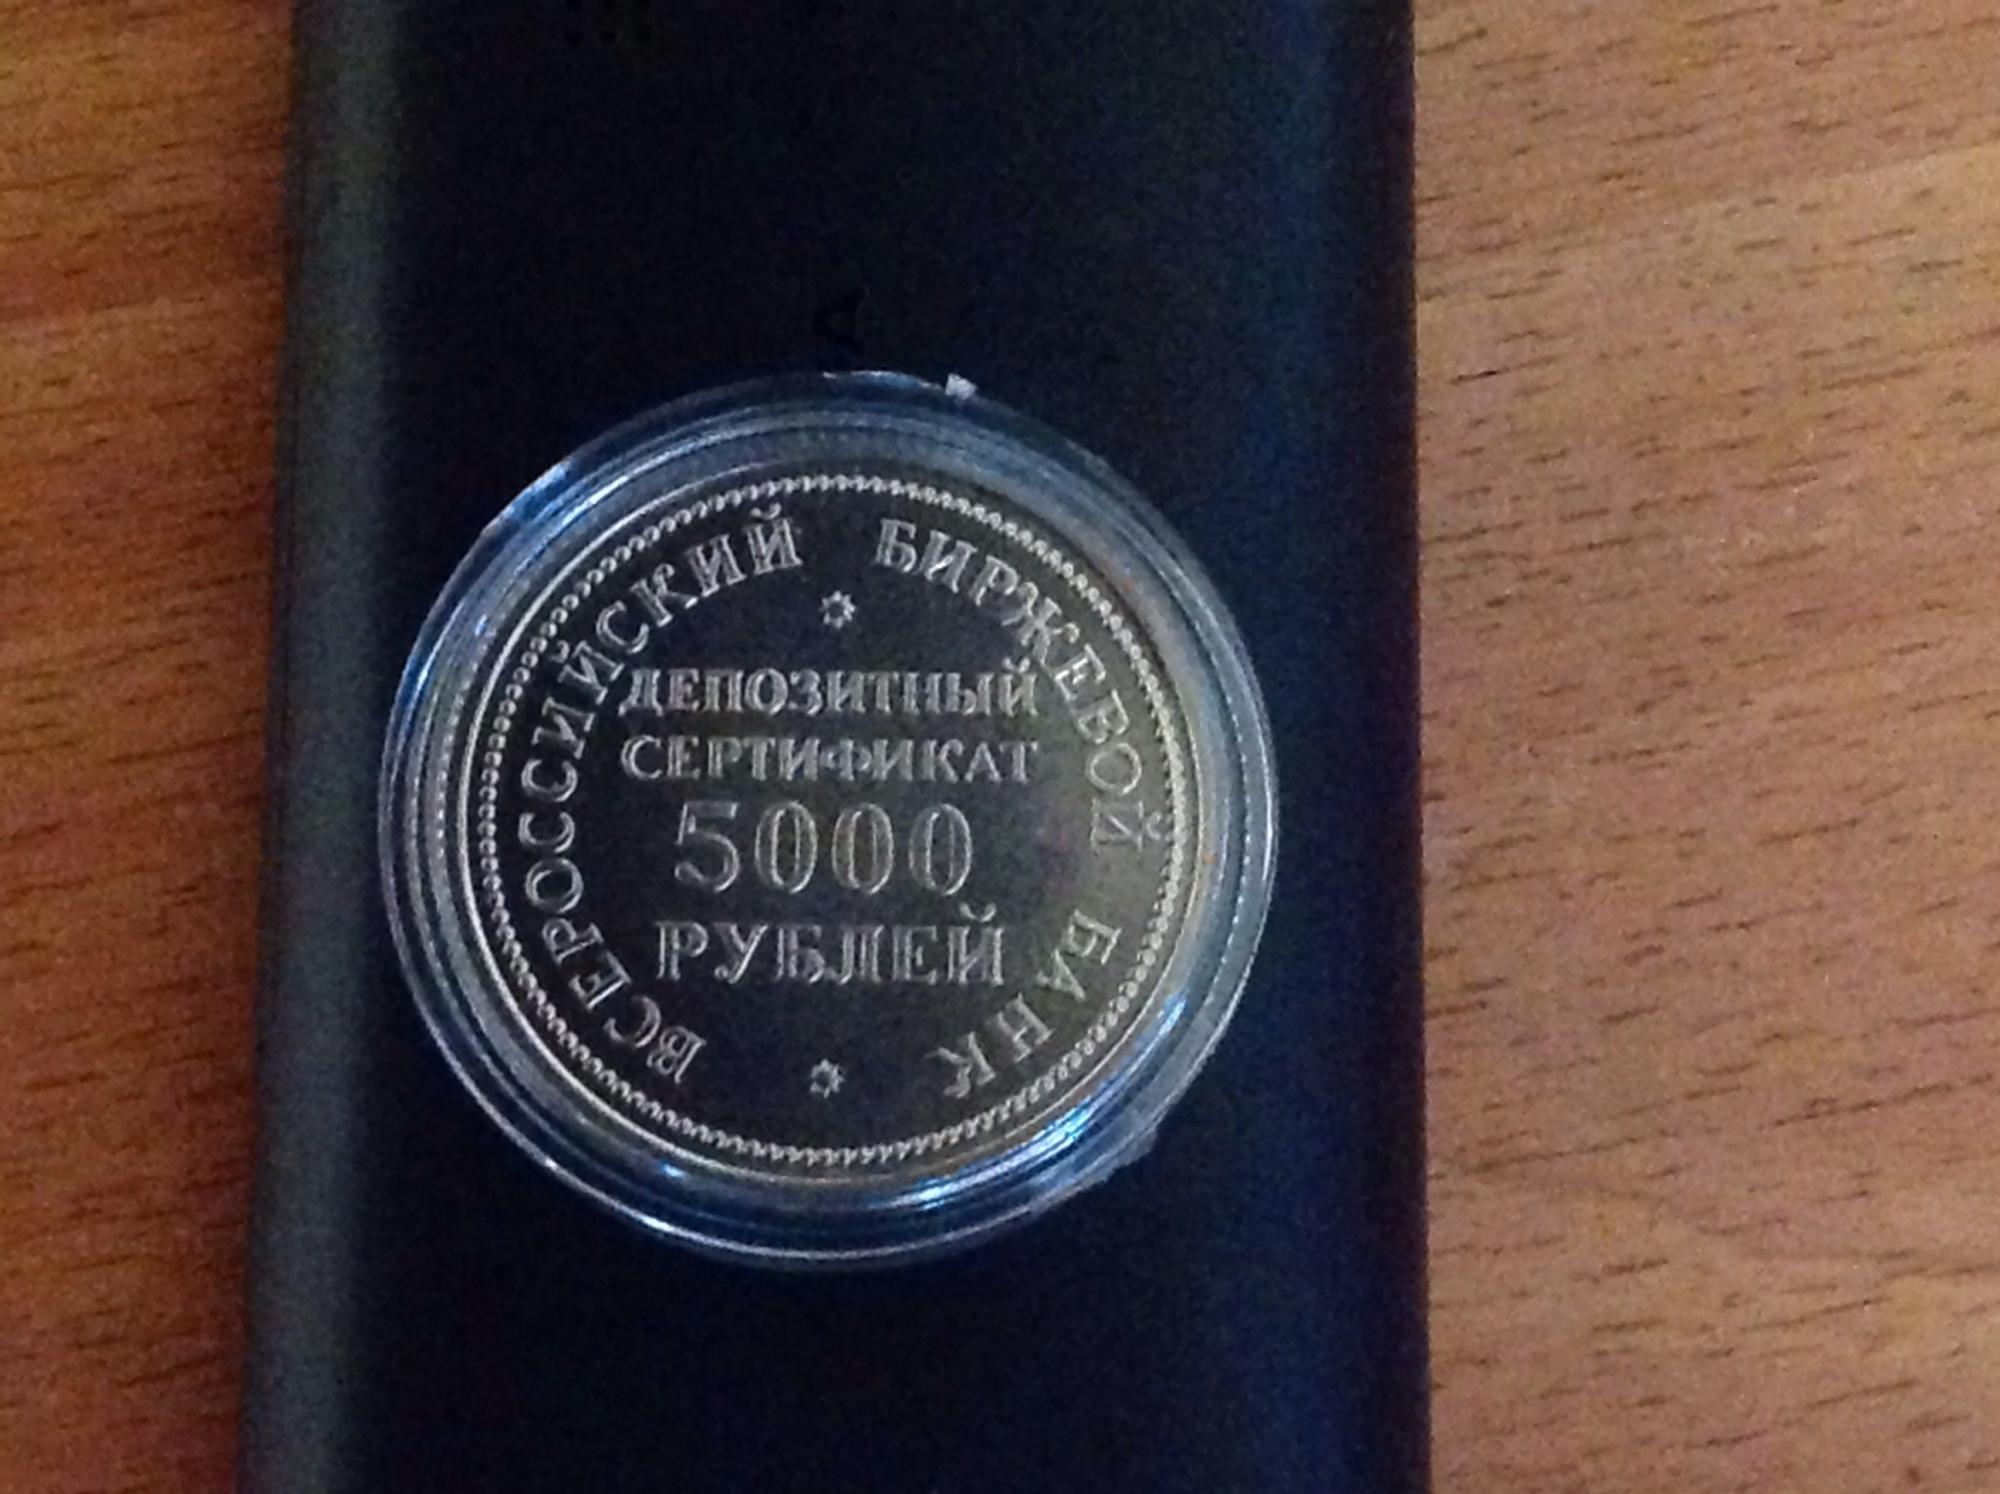 ВСЕРОССИЙСКИЙ БИРЖЕВОЙ БАНК
ДЕПОЗИТНЫЙ
СЕРТИФИКАТ
5000
РУБЛЕЙ